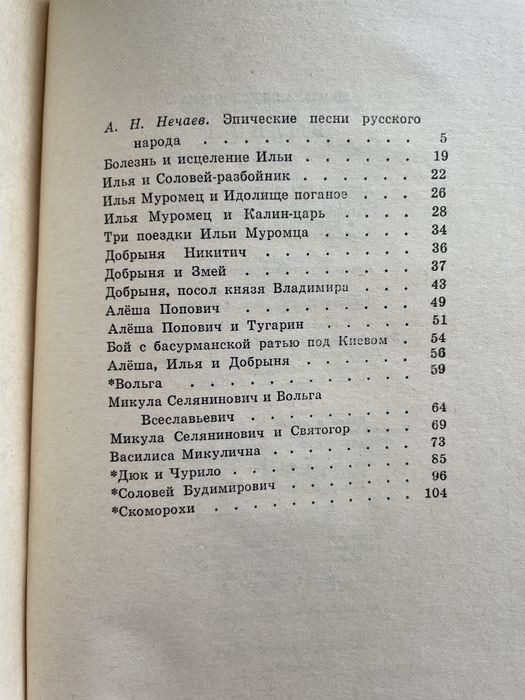 А. Н. Нечаев. Эпические песни русского
народа . . . . . . . . . . . 5
Болезнь и исцеление Ильи . . . . . . 19
Илья и Соловей-разбойник . . . . . . 22
Илья Муромец и Идолище поганое . . . 26
Илья Муромец и Калин-царь . . . . 28
Три поездки Ильи Муромца . . . . . 34
Добрыня Никитич . . . . . . . . 36
Добрыня и Змей . . . . . . . . . 37
Добрыня, посол князя Владимира . . . . 43
Алёша Попович . . . . . . . . . 49
Алёша Попович и Тугарин . . . . . . 51
Бой с басурманской ратью под Киевом . . 54
Алёша, Илья и Добрыня . . . . . . 56
*Вольга . . . . . . . . . . . . 59
Микула Селянинович и Вольга
Всеславьевич . . . . . . . . . 64
Микула Селянинович и Святогор . . . . 69
Василиса Микулична . . . . . . . . 73
*Дюк и Чурило . . . . . . . . . 85
*Соловей Будимирович . . . . . . . 96
*Скоморохи . . . . . . . . . . 104